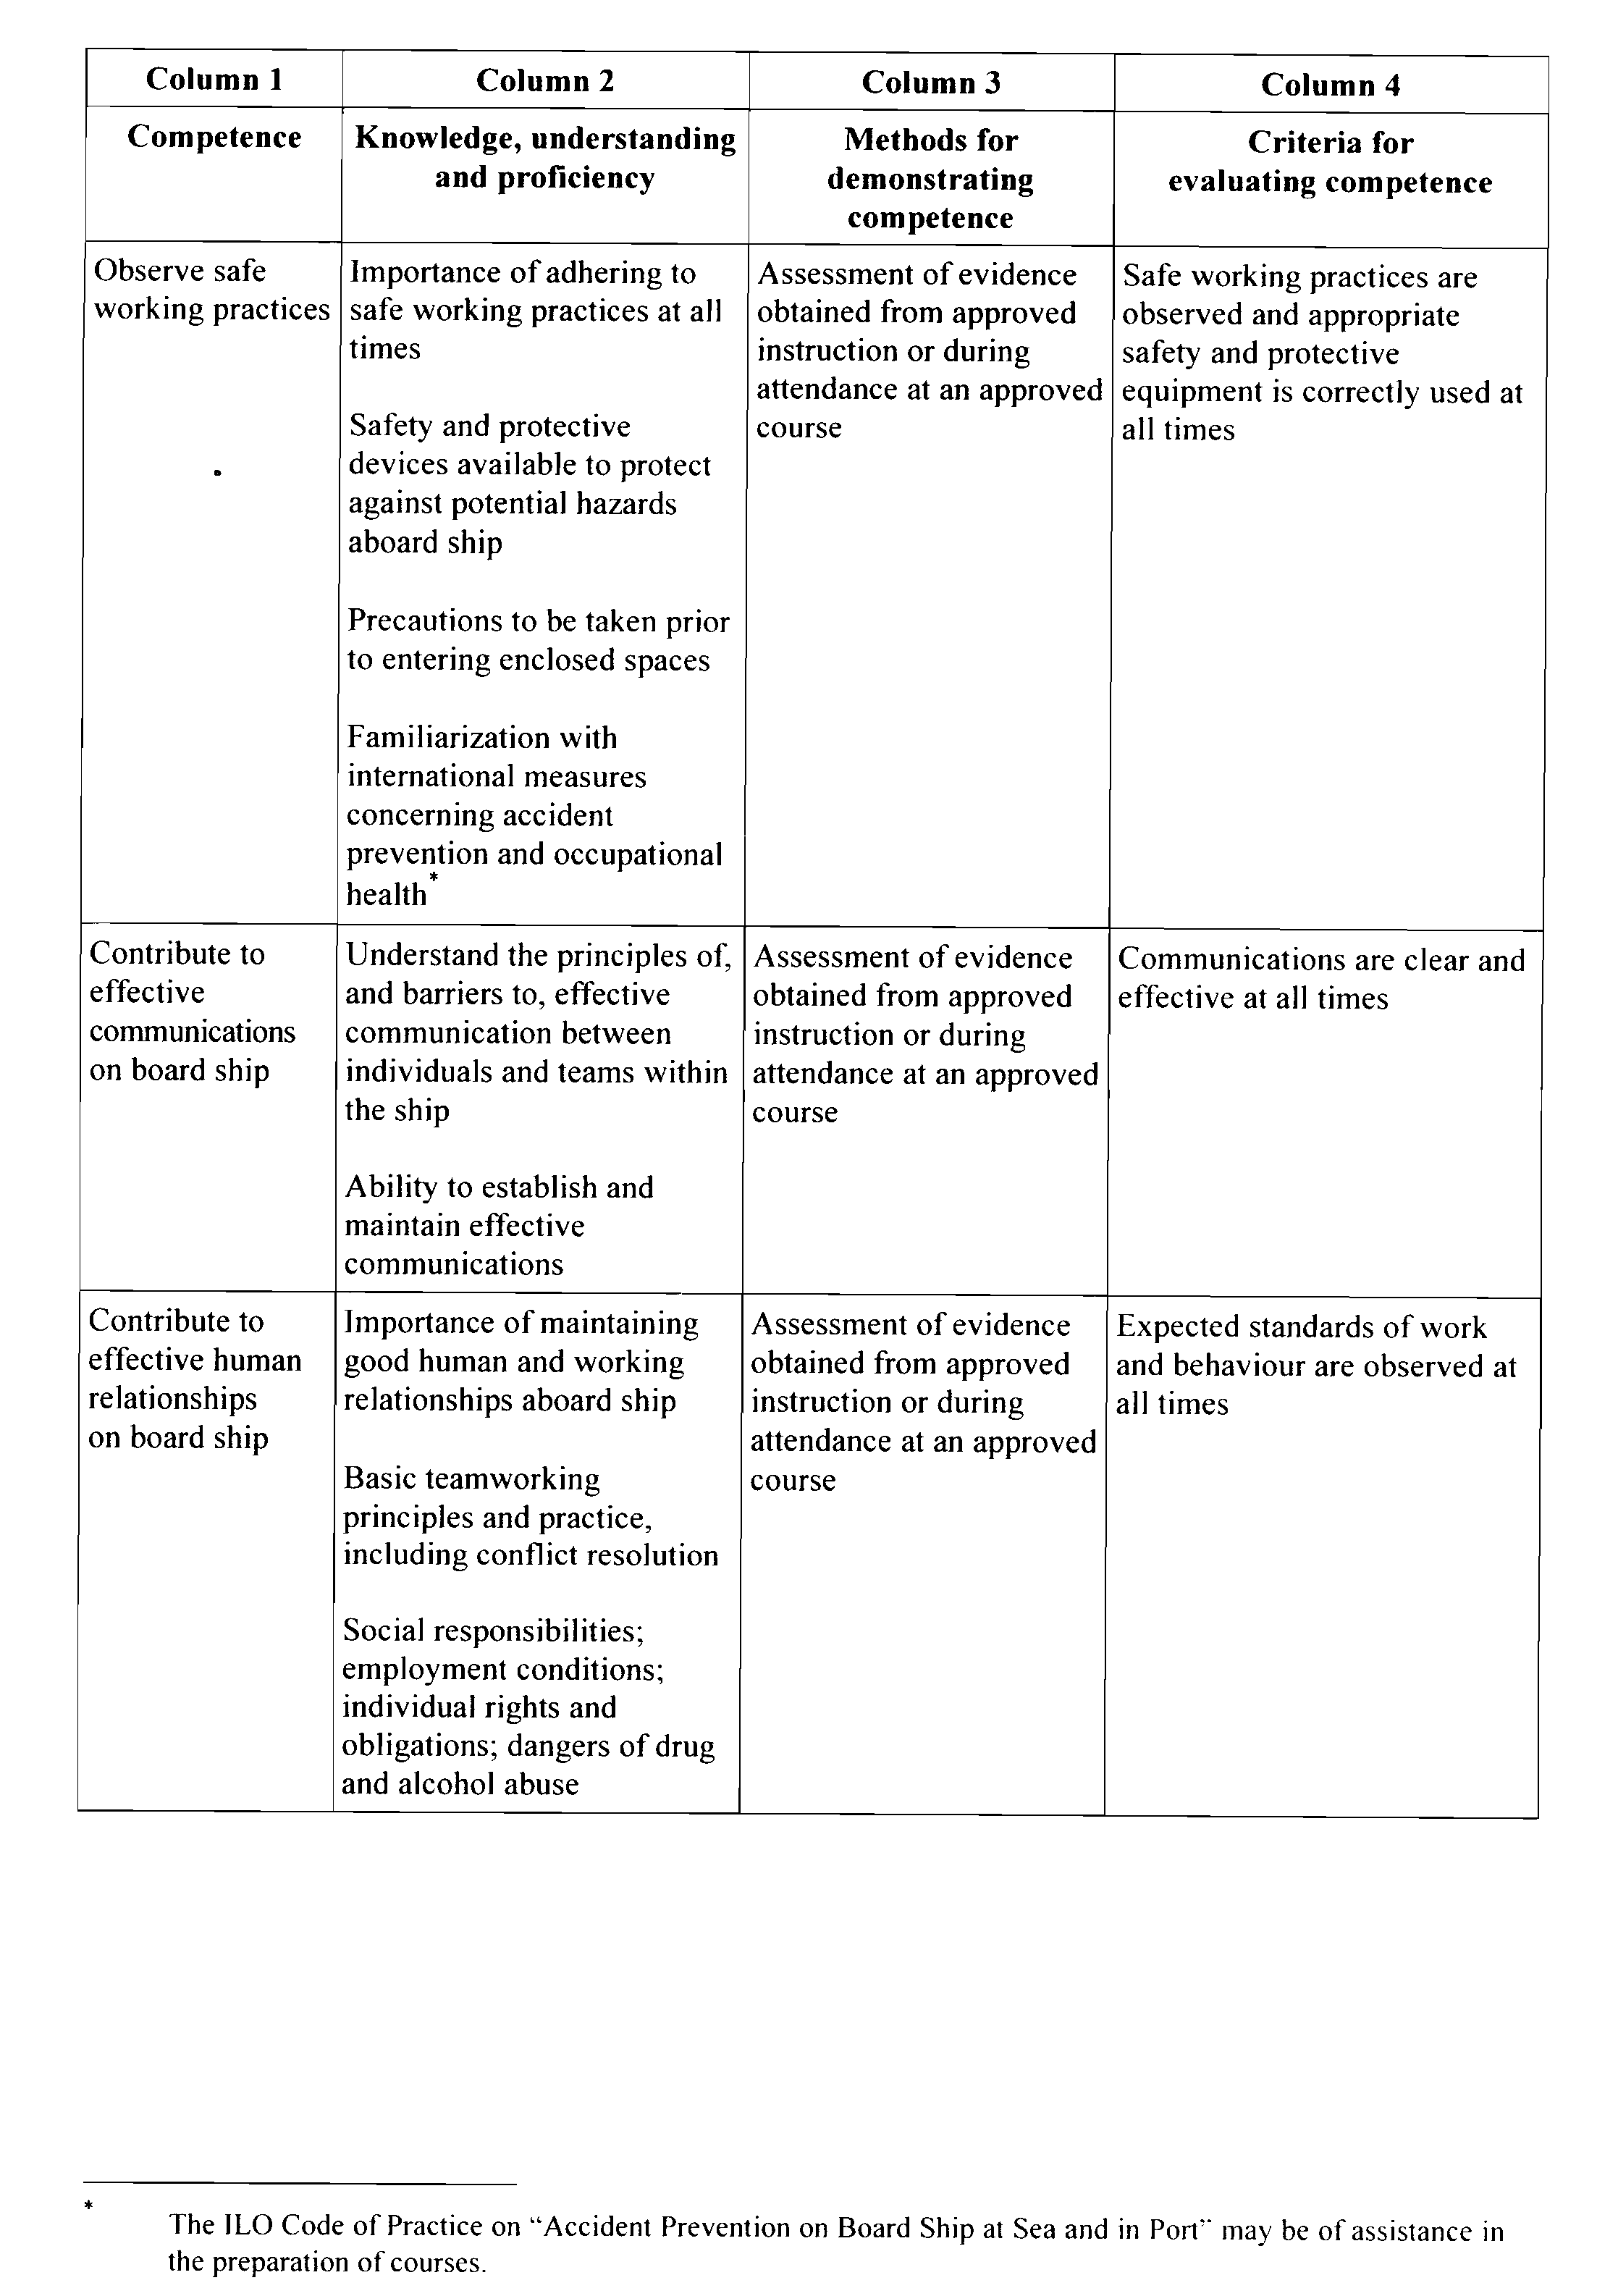 Column 1
Column 2
Column 3
Column 4
Competence
Knowledge, understanding
and proficiency
Methods for
demonstrating
competence
Criteria for
evaluating competence
Observe safe
working practices
Importance of adhering to
safe working practices at all
times
Safety and protective
devices available to protect
against potential hazards
aboard ship
Precautions to be taken prior
to entering enclosed spaces
Familiarization with
international measures
concerning accident
prevention and occupational
health*
Assessment of evidence
obtained from approved
instruction or during
attendance at an approved
course
Safe working practices are
observed and appropriate
safety and protective
equipment is correctly used at
all times
Contribute to
effective
communications
on board ship
Understand the principles of,
and barriers to, effective
communication between
individuals and teams within
the ship
Ability to establish and
maintain effective
communications
Assessment of evidence
obtained from approved
instruction or during
attendance at an approved
course
Communications are clear and
effective at all times
Contribute to
effective human
relationships
on board ship
Importance of maintaining
good human and working
relationships aboard ship
Basic teamworking
principles and practice,
including conflict resolution
Social responsibilities;
employment conditions;
individual rights and
obligations; dangers of drug
and alcohol abuse
Assessment of evidence
obtained from approved
instruction or during
attendance at an approved
course
Expected standards of work
and behaviour are observed at
all times
*
The ILO Code of Practice on "Accident Prevention on Board Ship at Sea and in Port" may be of assistance in
the preparation of courses.